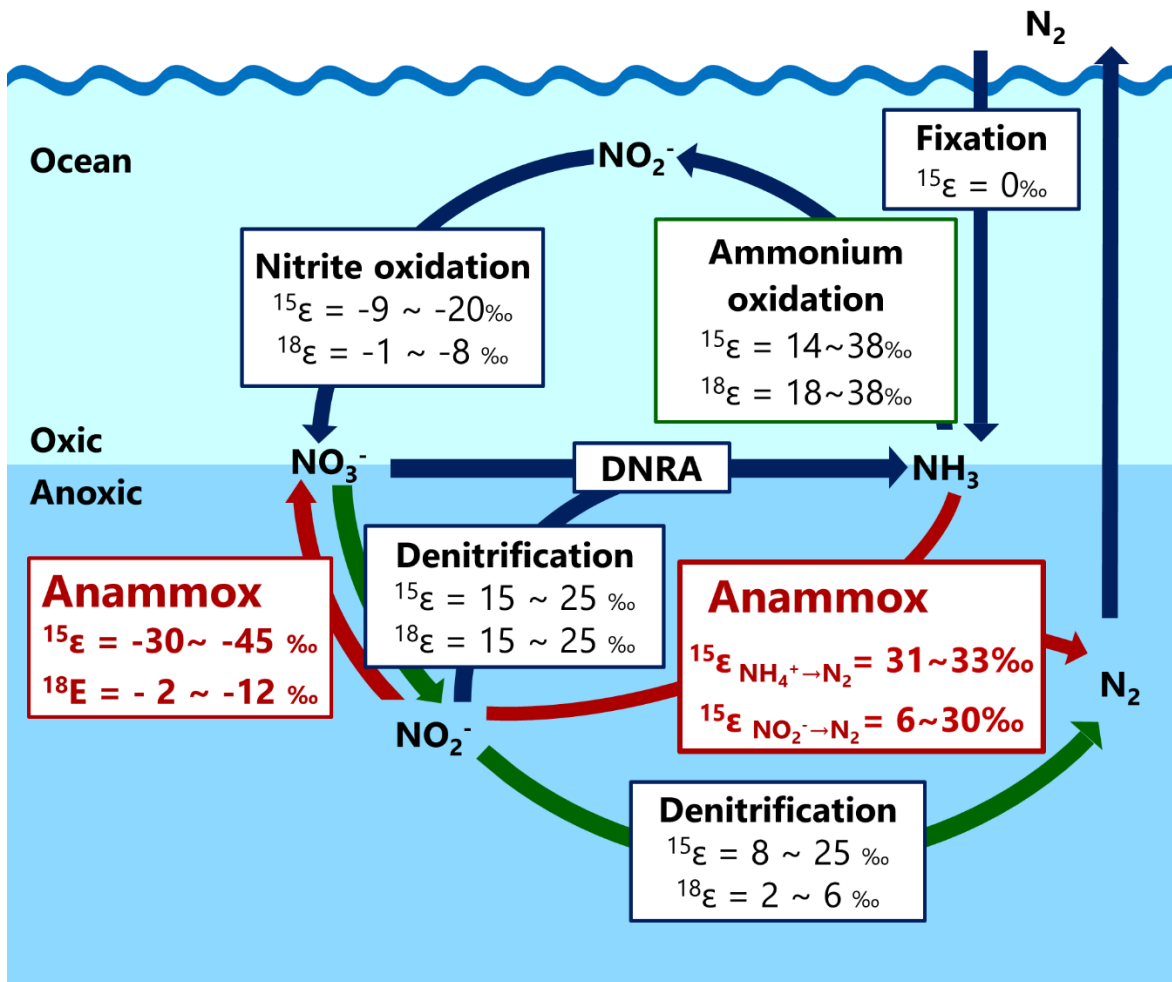 N₂
Ocean
Fixation
¹⁵ε = 0‰
NO₂⁻
Nitrite oxidation
¹⁵ε = -9 ~ -20‰
¹⁸ε = -1 ~ -8 ‰
Ammonium
oxidation
¹⁵ε = 14~38‰
¹⁸ε = 18~38‰
Oxic
Anoxic
NO₃⁻
DNRA
NH₃
Denitrification
¹⁵ε = 15 ~ 25 ‰
¹⁸ε = 15 ~ 25 ‰
Anammox
¹⁵ε = -30~ -45 ‰
¹⁸E = - 2 ~ -12 ‰
Anammox
¹⁵ε NH₄⁺→N₂ = 31~33‰
¹⁵ε NO₂⁻→N₂ = 6~30‰
N₂
NO₂⁻
Denitrification
¹⁵ε = 8 ~ 25 ‰
¹⁸ε = 2 ~ 6 ‰